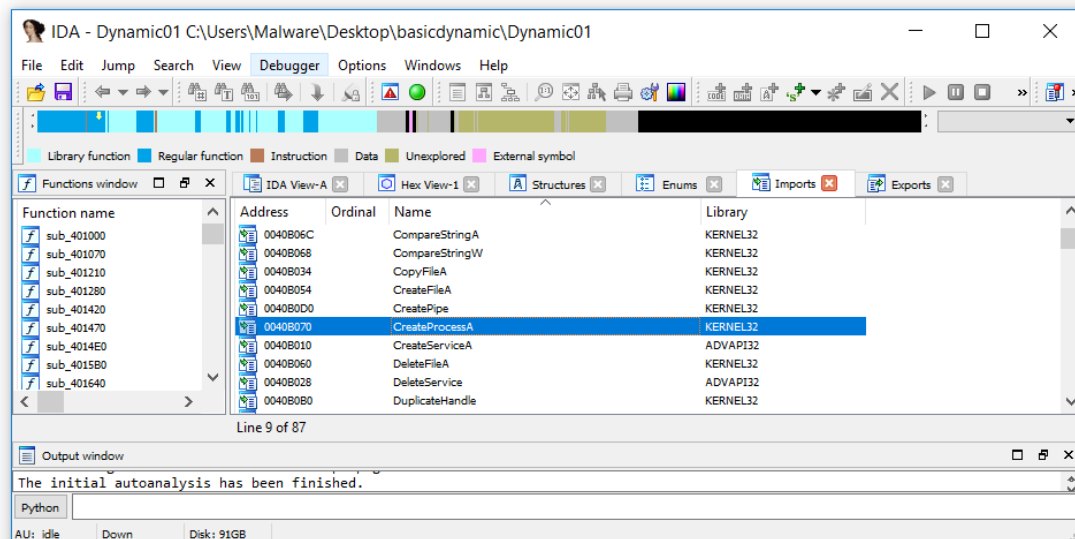 IDA - Dynamic01 C:\Users\Malware\Desktop\basicdynamic\Dynamic01
File Edit Jump Search View Debugger Options Windows Help
Library function Regular function Instruction Data Unexplored External symbol
Functions window IDA View-A Hex View-1 Structures Enums Imports Exports
Function name Address Ordinal Name Library
sub_401000 0040B06C CompareStringA KERNEL32
sub_401070 0040B068 CompareStringW KERNEL32
sub_401210 0040B034 CopyFileA KERNEL32
sub_401280 0040B054 CreateFileA KERNEL32
sub_401420 0040B0D0 CreatePipe KERNEL32
sub_401470 0040B070 CreateProcessA KERNEL32
sub_4014E0 0040B010 CreateServiceA ADVAPI32
sub_4015B0 0040B060 DeleteFileA KERNEL32
sub_401640 0040B028 DeleteService ADVAPI32
0040B0B0 DuplicateHandle KERNEL32
Line 9 of 87
Output window
The initial autoanalysis has been finished.
Python
AU: idle Down Disk: 91GB